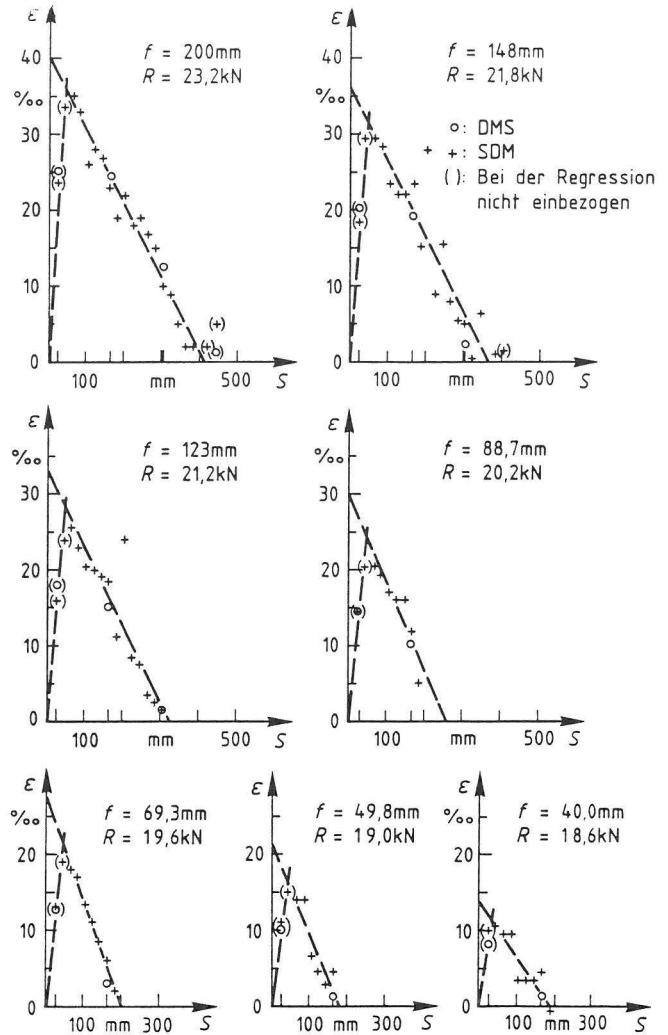 ε
f = 200mm
R = 23,2kN
40
‰
30
20
10
0
100 mm 500 S
ε
f = 148mm
R = 21,8kN
40
‰
30
20
10
0
100 mm 500 S
o: DMS
+ +: SDM
( ): Bei der Regression
nicht einbezogen
ε
f = 123mm
R = 21,2kN
‰
30
20
10
0
100 mm 500 S
ε
f = 88,7mm
R = 20,2kN
‰
30
20
10
0
100 mm 500 S
ε
f = 69,3mm
R = 19,6kN
‰
20
10
0
100 mm 300 S
ε
f = 49,8mm
R = 19,0kN
‰
20
10
0
100 mm 300 S
ε
f = 40,0mm
R = 18,6kN
‰
20
10
0
100 mm 300 S